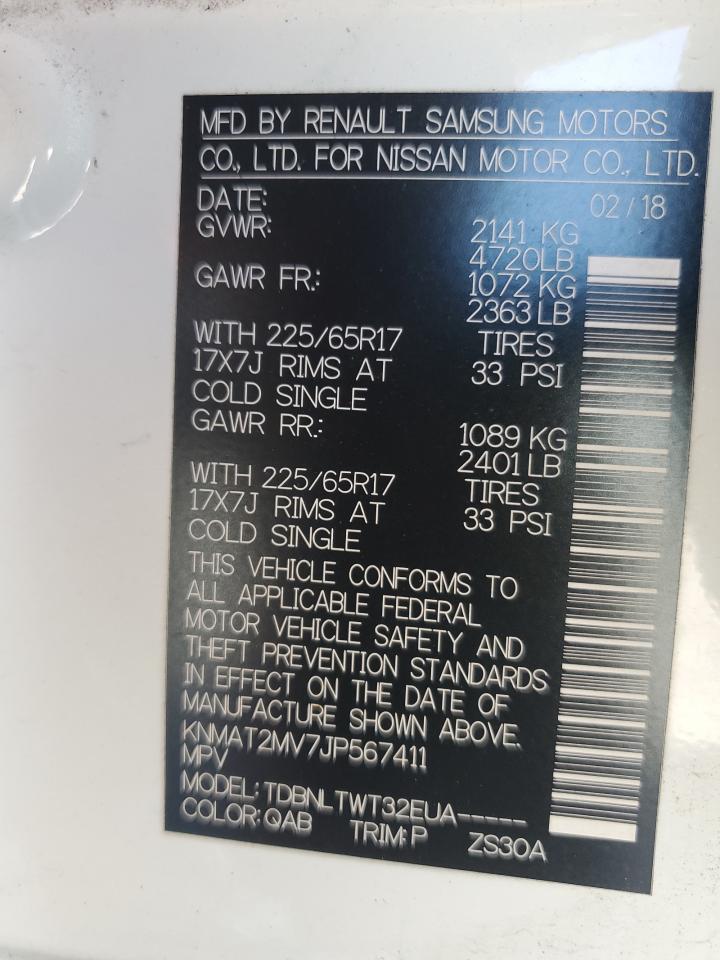 MFD BY RENAULT SAMSUNG MOTORS
CO., LTD. FOR NISSAN MOTOR CO., LTD.
DATE: 02 / 18
GVWR: 2141 KG
4720LB
GAWR FR.: 1072 KG
2363 LB
WITH 225/65R17 TIRES
17X7J RIMS AT 33 PSI
COLD SINGLE
GAWR RR.: 1089 KG
2401 LB
WITH 225/65R17 TIRES
17X7J RIMS AT 33 PSI
COLD SINGLE
THIS VEHICLE CONFORMS TO
ALL APPLICABLE FEDERAL
MOTOR VEHICLE SAFETY AND
THEFT PREVENTION STANDARDS
IN EFFECT ON THE DATE OF
MANUFACTURE SHOWN ABOVE.
KNMAT2MV7JP567411
MPV
MODEL: TDBNLTWT32EUA-----
COLOR: QAB TRIM: P ZS30A